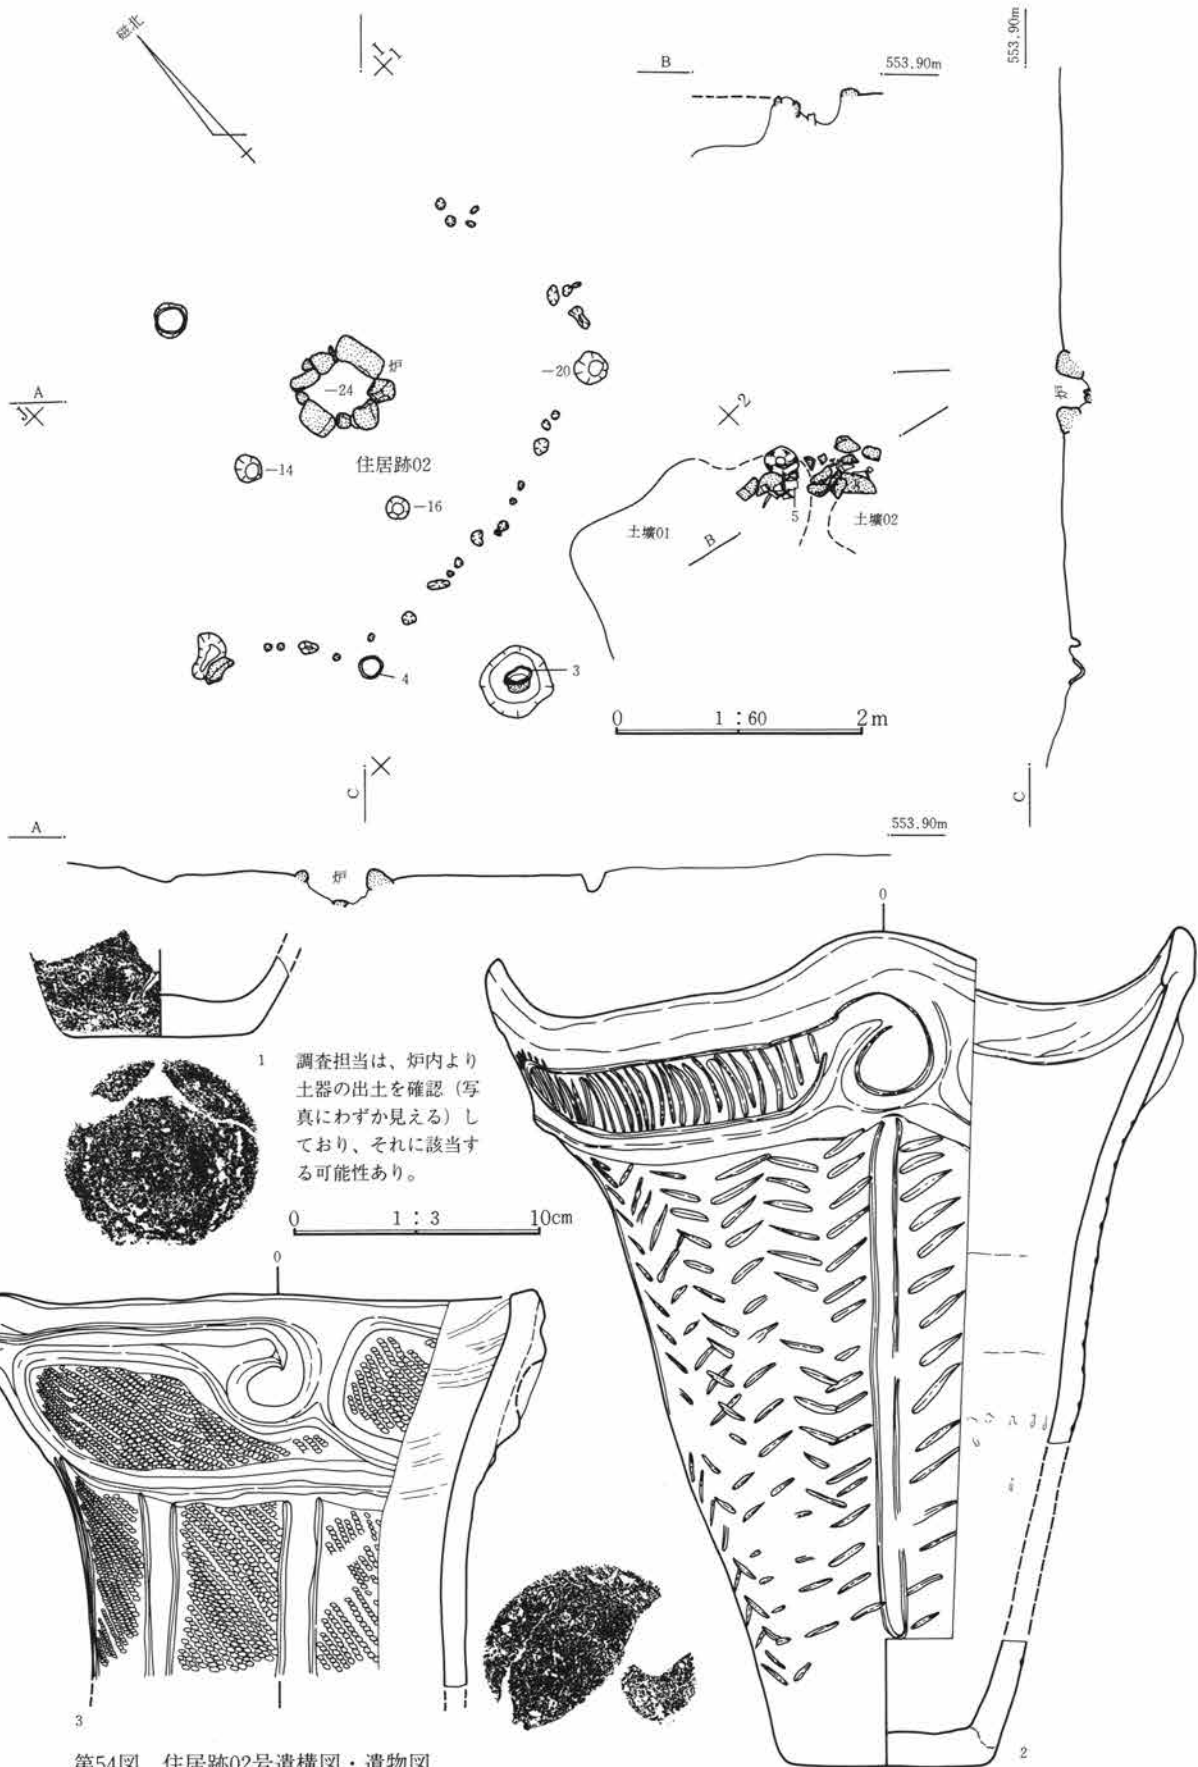 磁北
1
1
B
553.90m
553.90m
炉
-24
-20
A
J
2
炉
-14
住居跡02
-16
5
土壙01
土壙02
B
3
4
0 1:60 2m
C
C
A
553.90m
炉
0
1
調査担当は、炉内より
土器の出土を確認（写
真にわずか見える）し
ており、それに該当す
る可能性あり。
0 1:3 10cm
0
3
2
第54図 住居跡02号遺構図・遺物図